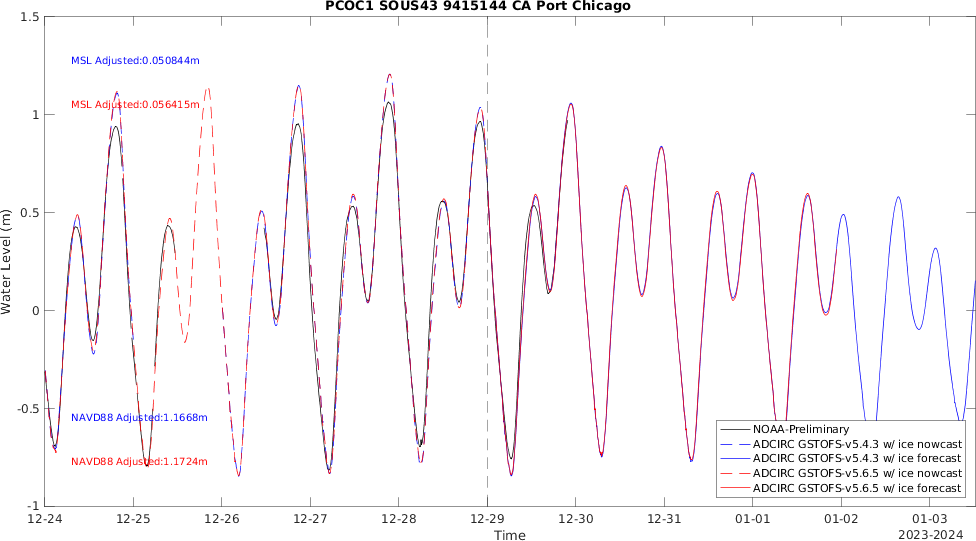 PCOC1 SOUS43 9415144 CA Port Chicago
1.5
MSL Adjusted:0.050844m
MSL Adjusted:0.056415m
1
0.5
Water Level (m)
0
-0.5
NAVD88 Adjusted:1.1668m
NAVD88 Adjusted:1.1724m
-1
NOAA-Preliminary
ADCIRC GSTOFS-v5.4.3 w/ ice nowcast
ADCIRC GSTOFS-v5.4.3 w/ ice forecast
ADCIRC GSTOFS-v5.6.5 w/ ice nowcast
ADCIRC GSTOFS-v5.6.5 w/ ice forecast
12-24 12-25 12-26 12-27 12-28 12-29 12-30 12-31 01-01 01-02 01-03
Time
2023-2024